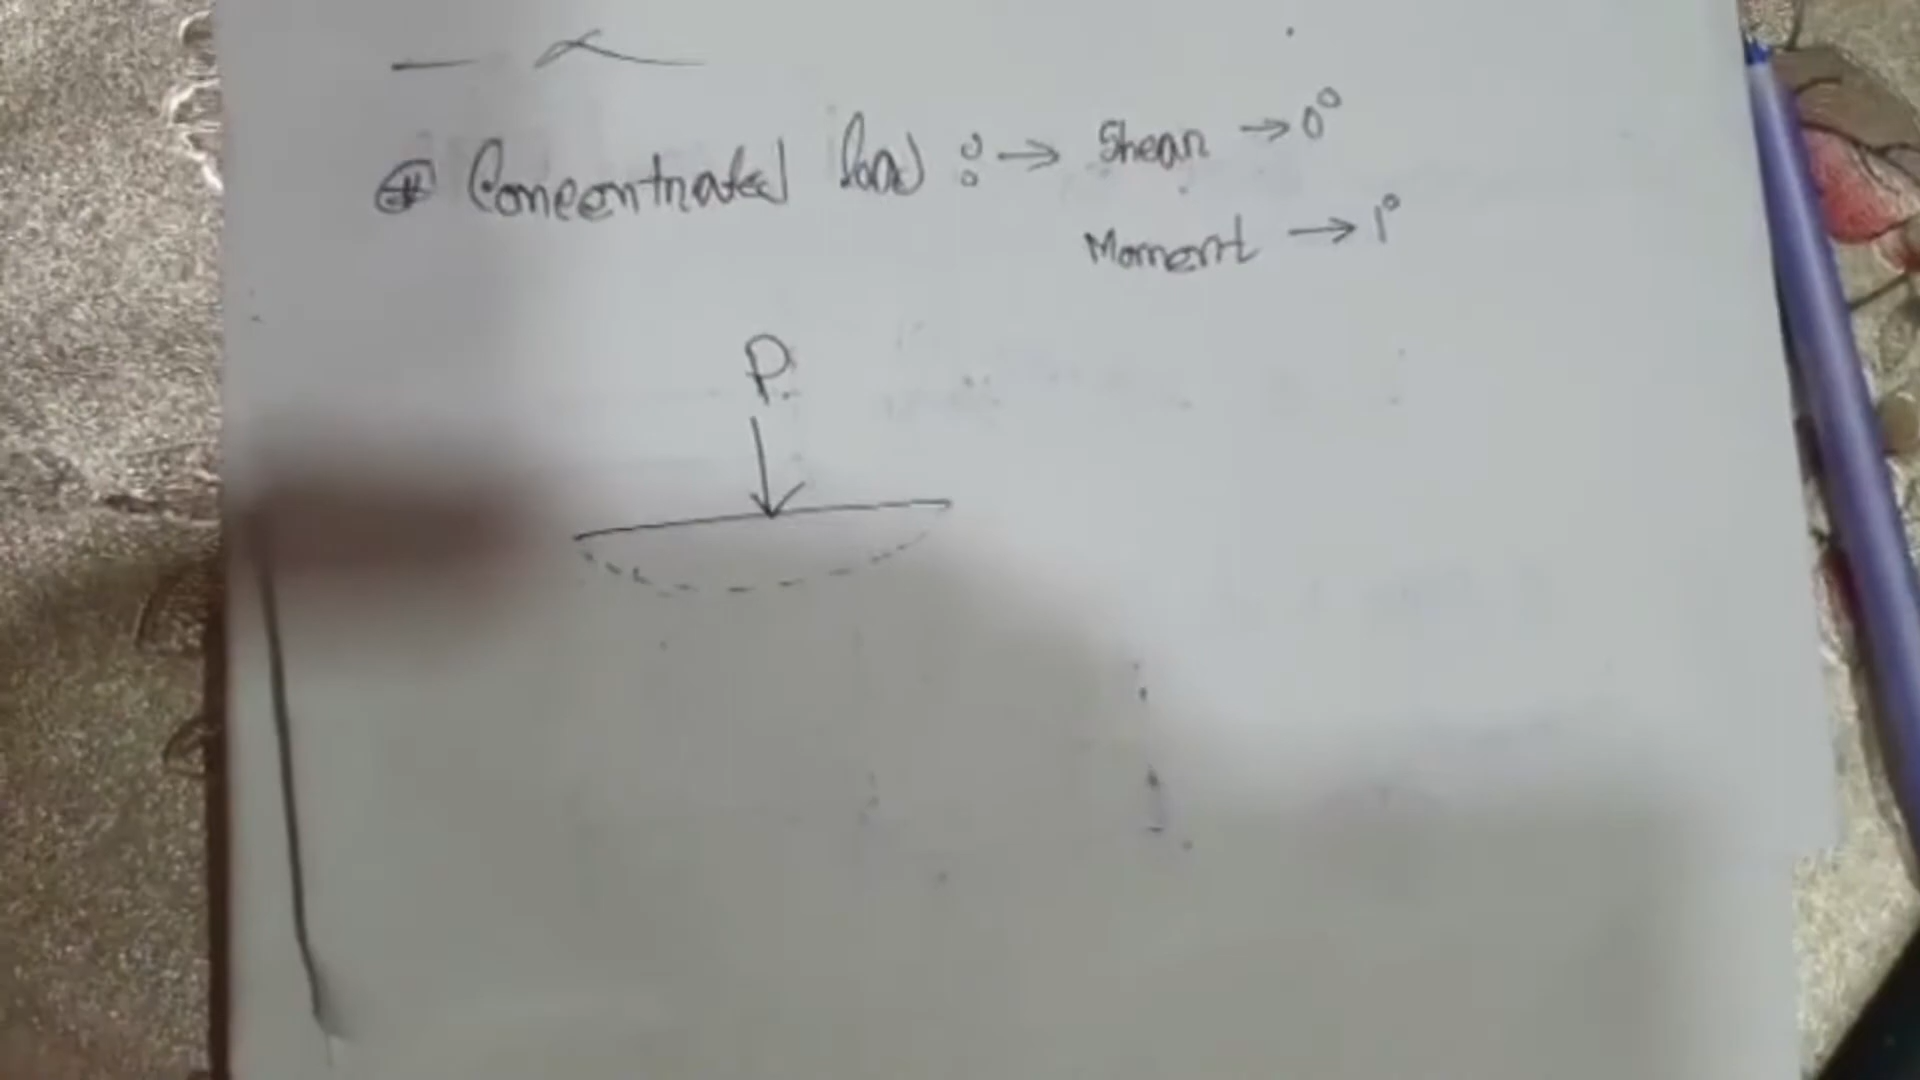 # Concentrated load :→ Shear → 0°
Moment → 1°
P